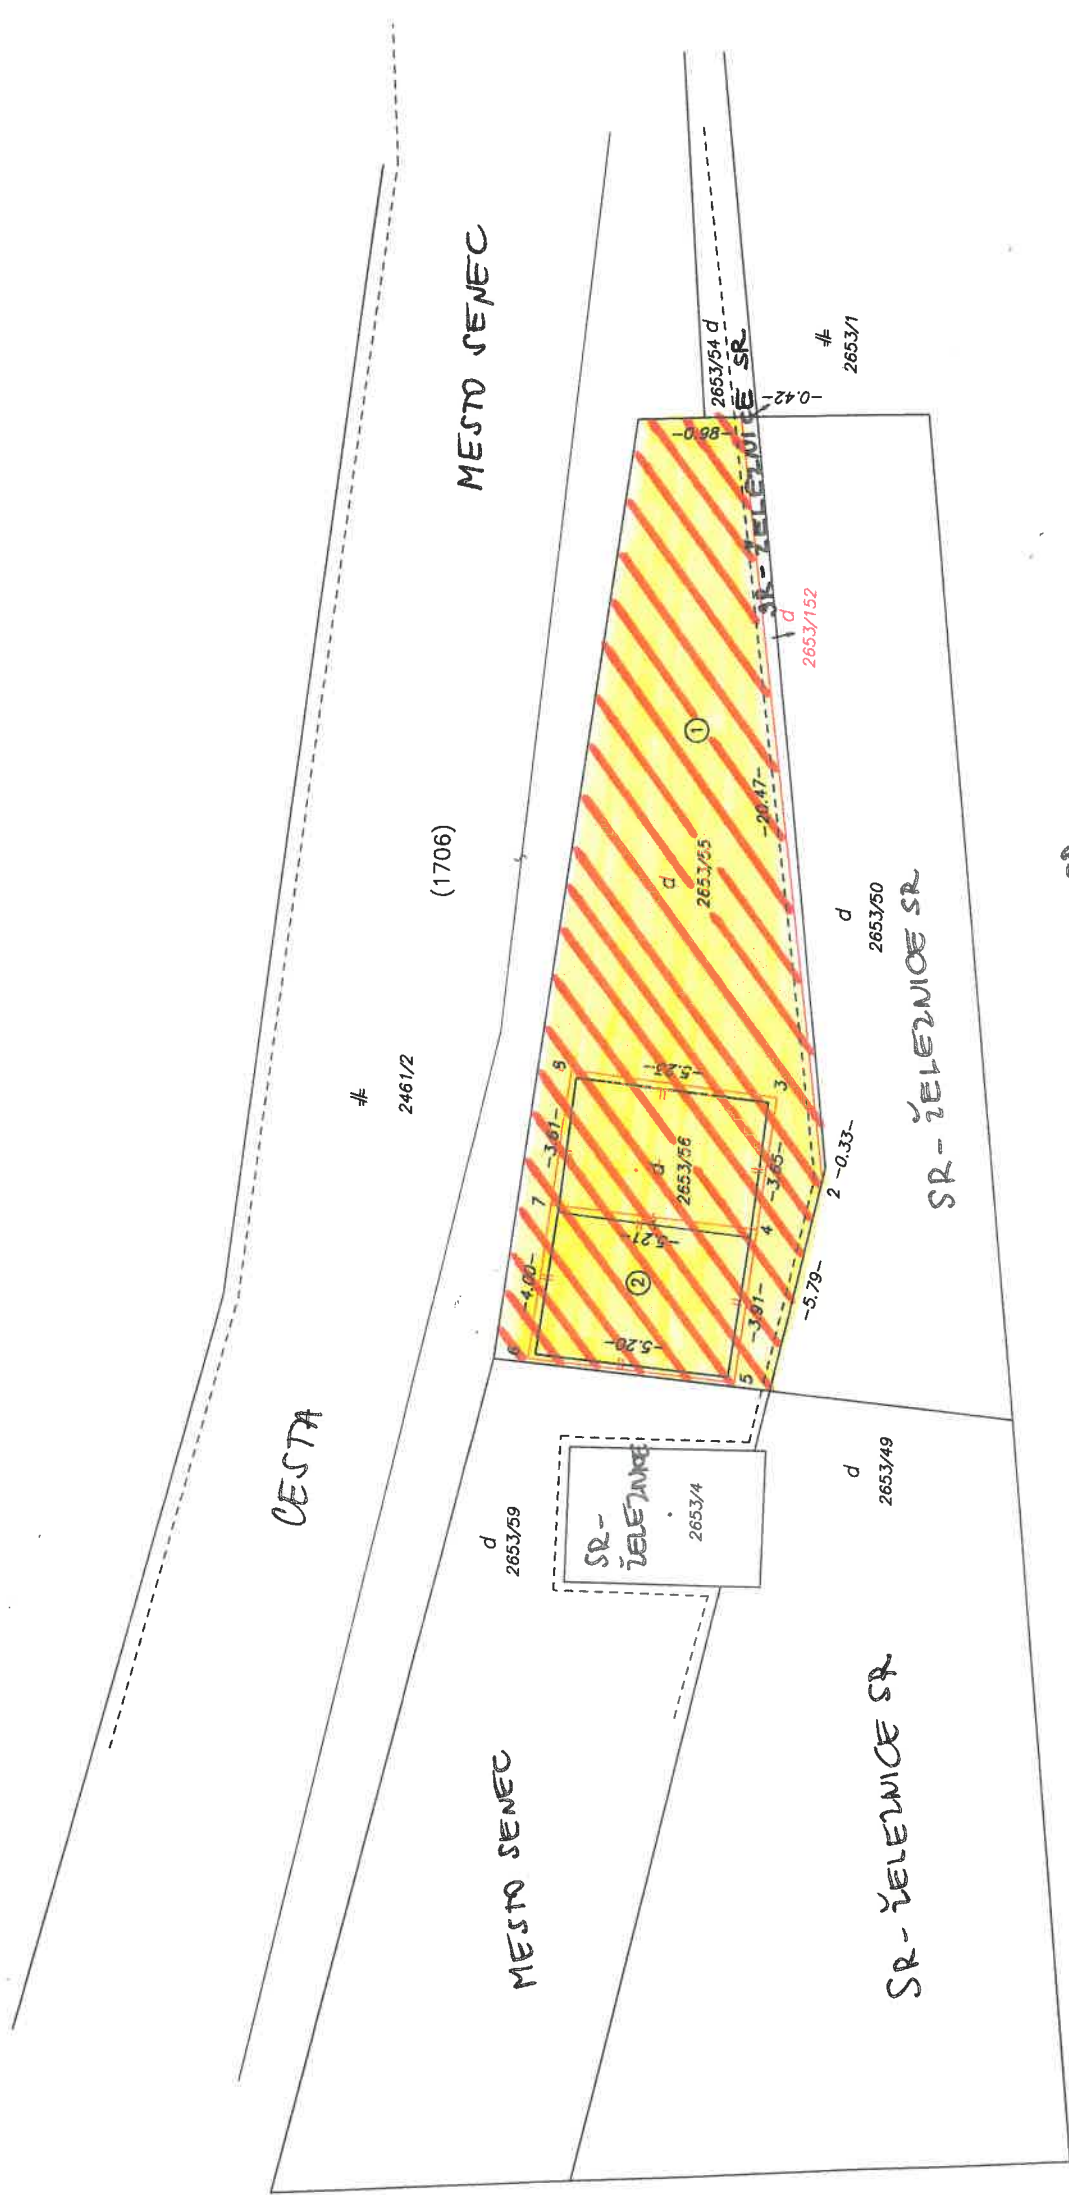 MESTO SENEC
(1706)
#
2461/2
CESTA
2653/54 d
SR-ŽELEZNICE SR
#
2653/1
-0.42-
-0.98-
d
2653/152
1
-20.47-
d
2653/55
d
2653/50
SR-ŽELEZNICE SR
8
-5.23-
3
-3.61-
d
2653/56
-3.65-
2
-0.33-
7
-5.21-
4
-4.00-
2
-3.91-
-5.79-
6
-5.20-
5
d
2653/59
SR-
ŽELEZNICE
2653/4
d
2653/49
MESTO SENEC
SR-ŽELEZNICE SR